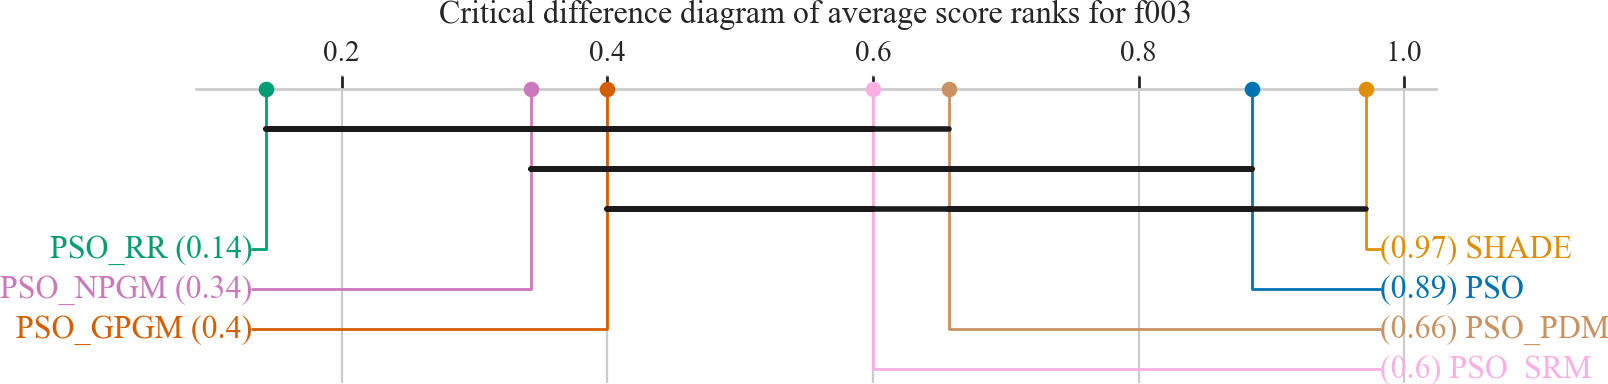 Critical difference diagram of average score ranks for f003
0.2 0.4 0.6 0.8 1.0
PSO_RR (0.14) (0.97) SHADE
PSO_NPGM (0.34) (0.89) PSO
PSO_GPGM (0.4) (0.66) PSO_PDM
(0.6) PSO_SRM